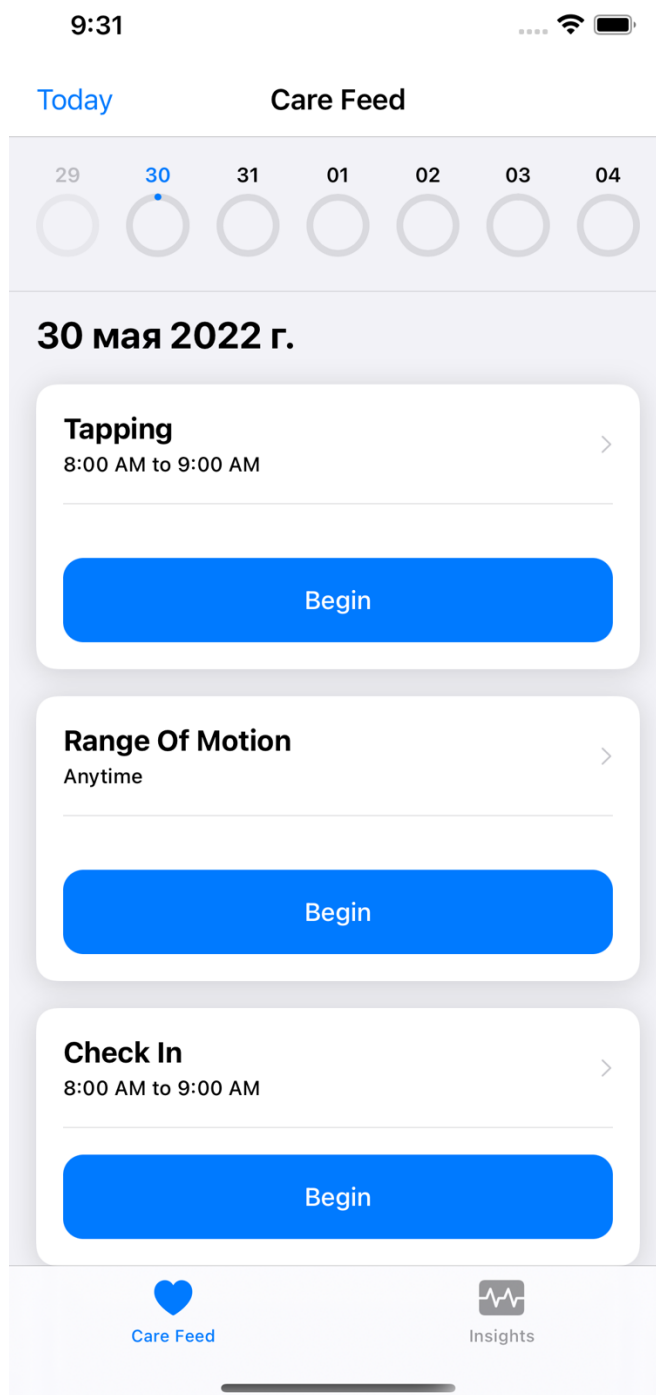 9:31
Today Care Feed
29 30 31 01 02 03 04
30 мая 2022 г.
Tapping
8:00 AM to 9:00 AM
Begin
Range Of Motion
Anytime
Begin
Check In
8:00 AM to 9:00 AM
Begin
Care Feed Insights